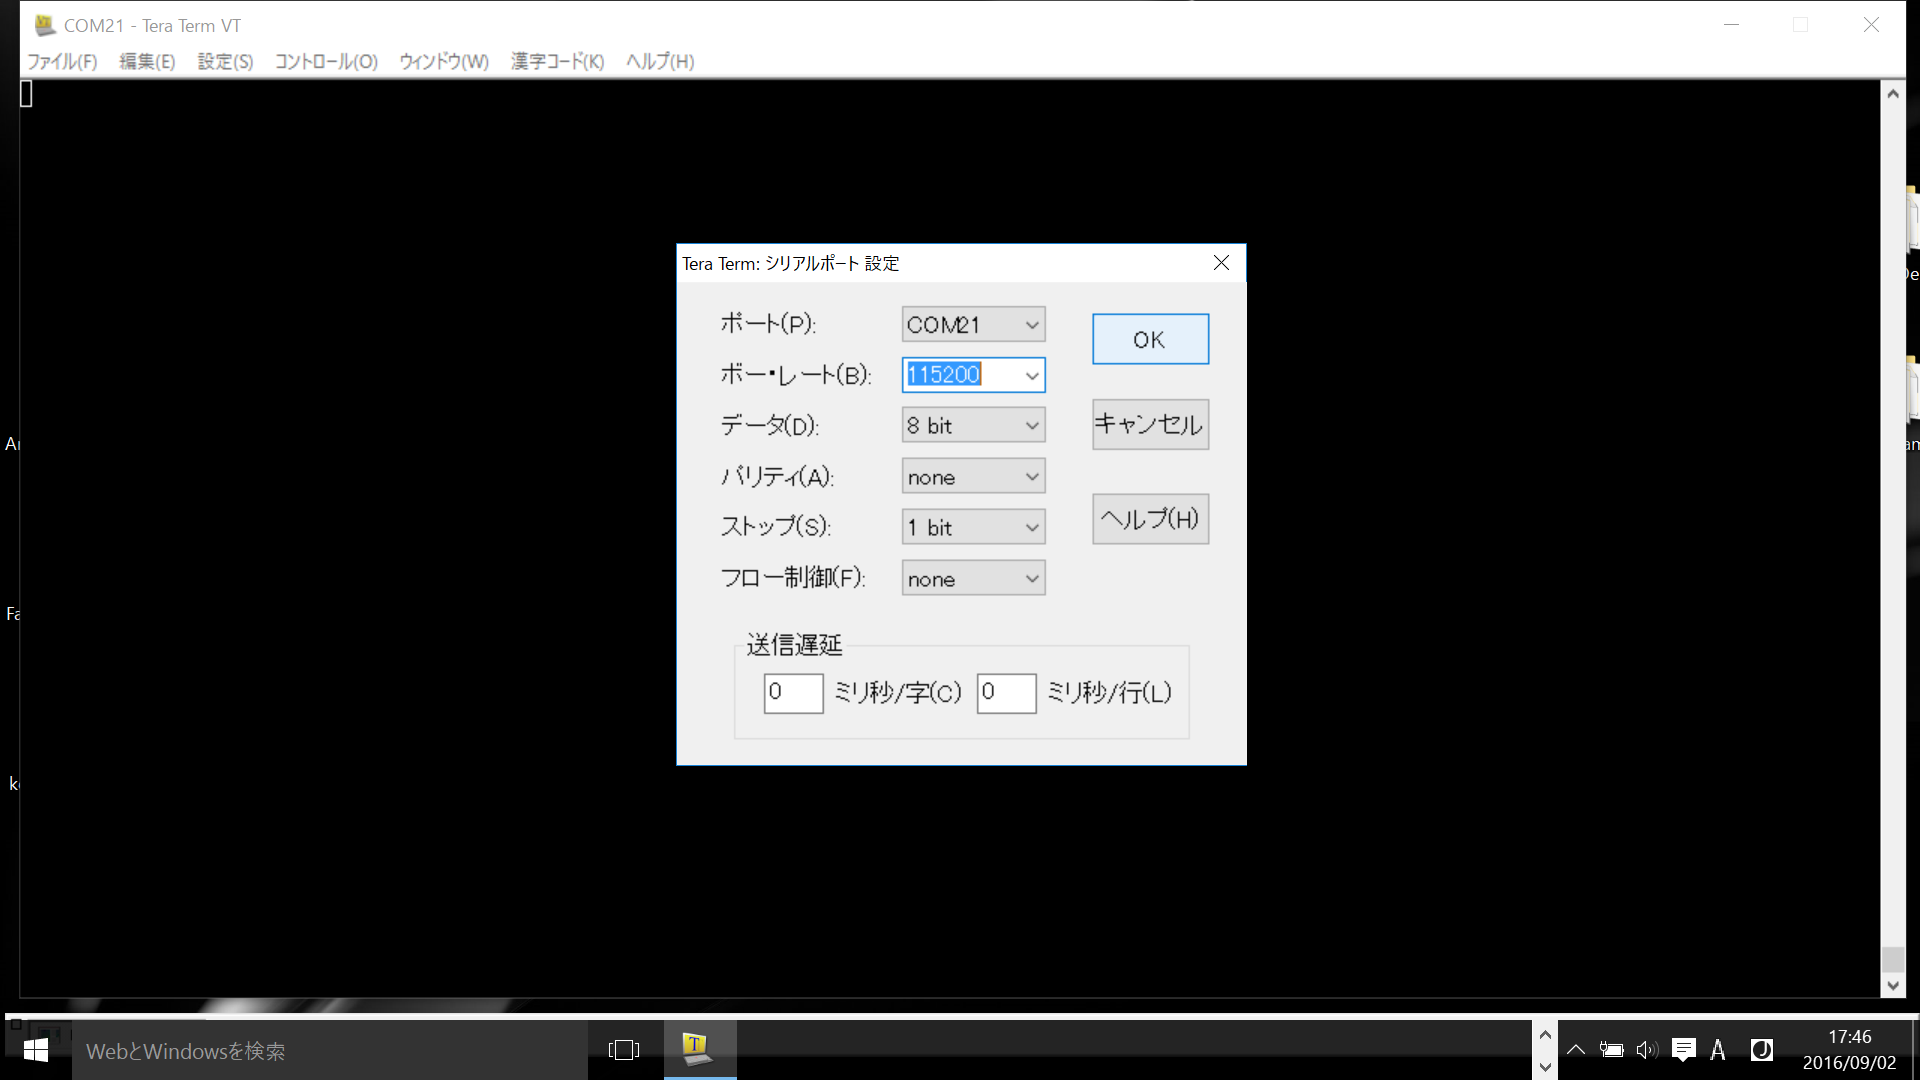 COM21 - Tera Term VT
ファイル(F) 編集(E) 設定(S) コントロール(O) ウィンドウ(W) 漢字コード(K) ヘルプ(H)
Tera Term: シリアルポート 設定
ポート(P): COM21
OK
ボー・レート(B): 115200
データ(D): 8 bit
キャンセル
パリティ(A): none
ストップ(S): 1 bit
ヘルプ(H)
フロー制御(F): none
送信遅延
0 ミリ秒/字(C) 0 ミリ秒/行(L)
Fa
WebとWindowsを検索
A
J
17:46
2016/09/02